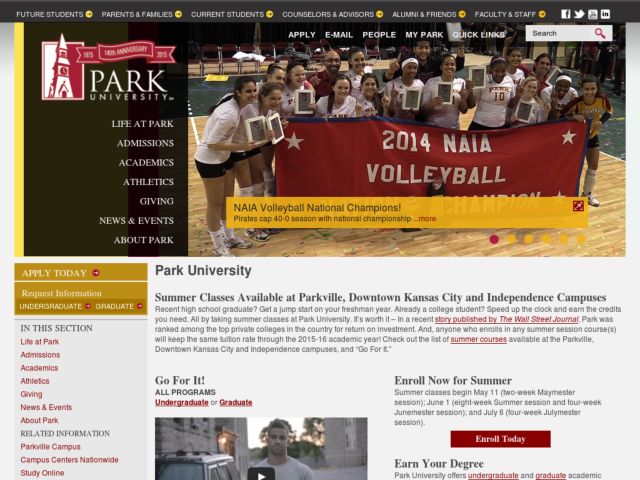 FUTURE STUDENTS
PARENTS & FAMILIES
CURRENT STUDENTS
COUNSELORS & ADVISORS
ALUMNI & FRIENDS
FACULTY & STAFF
APPLY E-MAIL PEOPLE MY PARK QUICK LINKS
Search
1875 140th ANNIVERSARY 2015
PARK
UNIVERSITY
LIFE AT PARK
ADMISSIONS
ACADEMICS
ATHLETICS
GIVING
NEWS & EVENTS
ABOUT PARK
2014 NAIA
VOLLEYBALL
CHAMPION
NAIA Volleyball National Champions!
Pirates cap 40-0 season with national championship ...more
APPLY TODAY
Request Information
UNDERGRADUATE GRADUATE
IN THIS SECTION
Life at Park
Admissions
Academics
Athletics
Giving
News & Events
About Park
RELATED INFORMATION
Parkville Campus
Campus Centers Nationwide
Study Online
Park University
Summer Classes Available at Parkville, Downtown Kansas City and Independence Campuses
Recent high school graduate? Get a jump start on your freshman year. Already a college student? Speed up the clock and earn the credits
you need. All by taking summer classes at Park University. It's worth it – In a recent story published by The Wall Street Journal, Park was
ranked among the top private colleges in the country for return on investment. And, anyone who enrolls in any summer session course(s)
will keep the same tuition rate through the 2015-16 academic year! Check out the list of summer courses available at the Parkville,
Downtown Kansas City and Independence campuses, and “Go For It.”
Go For It!
ALL PROGRAMS
Undergraduate or Graduate
Enroll Now for Summer
Summer classes begin May 11 (two-week Maymester
session); June 1 (eight-week Summer session and four-week
Junemester session); and July 6 (four-week Julymester
session).
Enroll Today
Earn Your Degree
Park University offers undergraduate and graduate academic